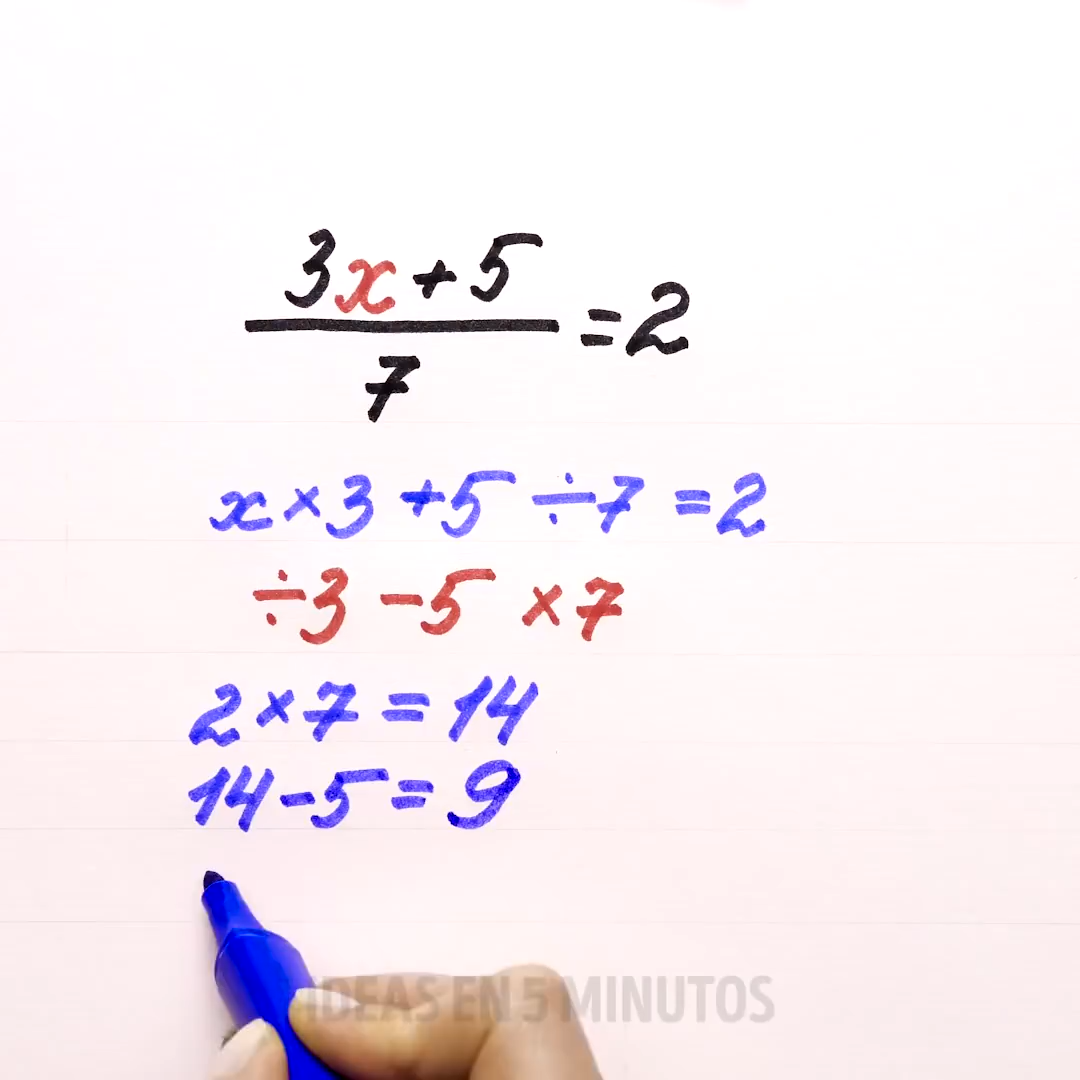 3x + 5
7
= 2
x × 3 + 5 ÷ 7 = 2
÷ 3 - 5 × 7
2 × 7 = 14
14 - 5 = 9
IDEAS EN 5 MINUTOS